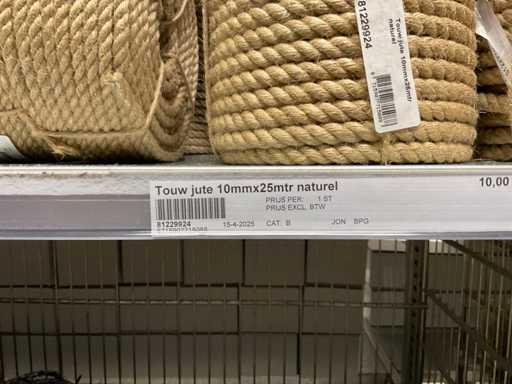 81229924
Touw jute 10mmx25mtr
naturel
Touw jute 10mmx25mtr naturel
10,00
PRIJS PER: 1 ST
PRIJS EXCL. BTW
81229924 15-4-2025 CAT: B JON BPG